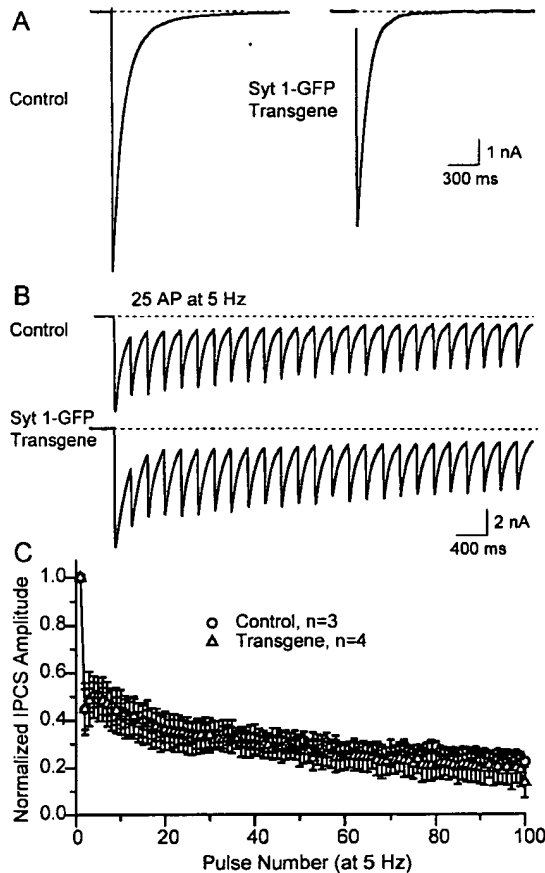 A
Control
Syt 1-GFP
Transgene
1 nA
300 ms
B
25 AP at 5 Hz
Control
Syt 1-GFP
Transgene
2 nA
400 ms
C
Normalized IPCS Amplitude
1.0
0.8
0.6
0.4
0.2
0.0
Control, n=3
Transgene, n=4
0
20
40
60
80
100
Pulse Number (at 5 Hz)